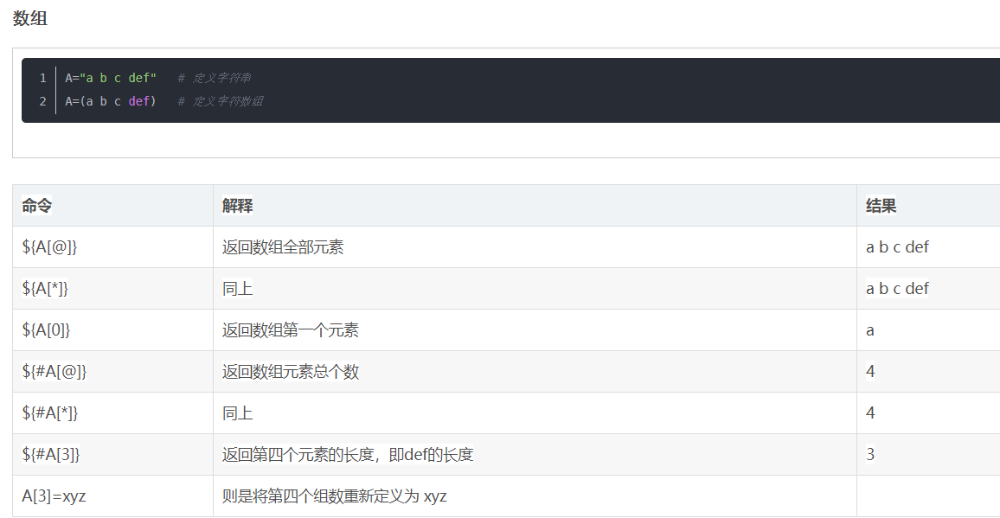 数组
1 A="a b c def" # 定义字符串
2 A=(a b c def) # 定义字符数组
命令 解释 结果
${A[@]} 返回数组全部元素 a b c def
${A[*]} 同上 a b c def
${A[0]} 返回数组第一个元素 a
${#A[@]} 返回数组元素总个数 4
${#A[*]} 同上 4
${#A[3]} 返回第四个元素的长度，即def的长度 3
A[3]=xyz 则是将第四个组数重新定义为 xyz